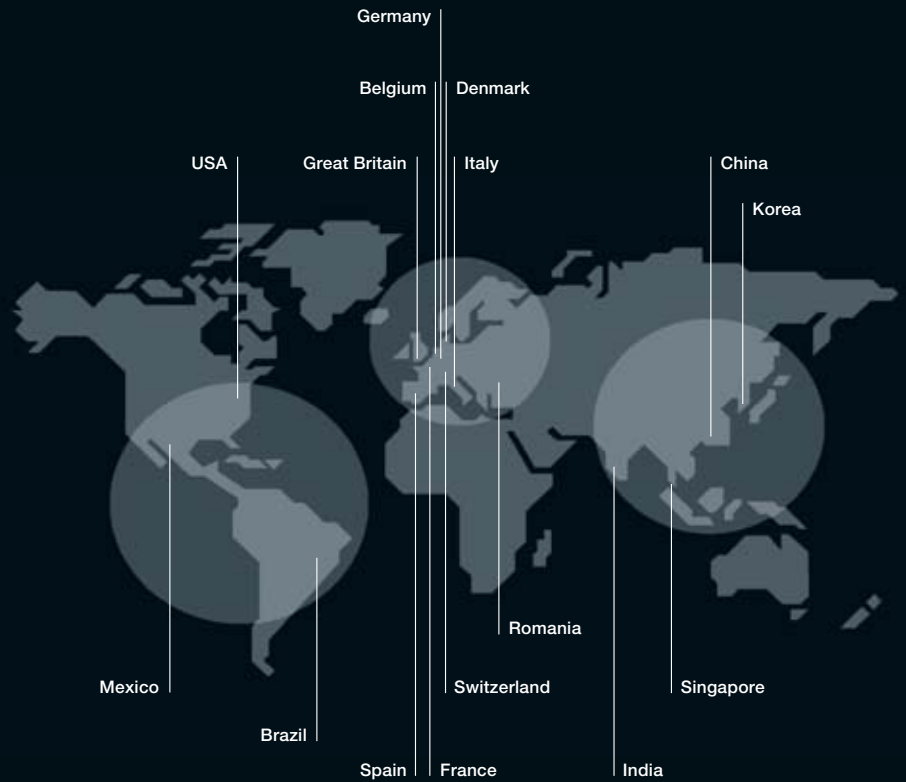 Germany
Belgium
Denmark
USA
Great Britain
Italy
China
Korea
Romania
Mexico
Switzerland
Singapore
Brazil
Spain
France
India